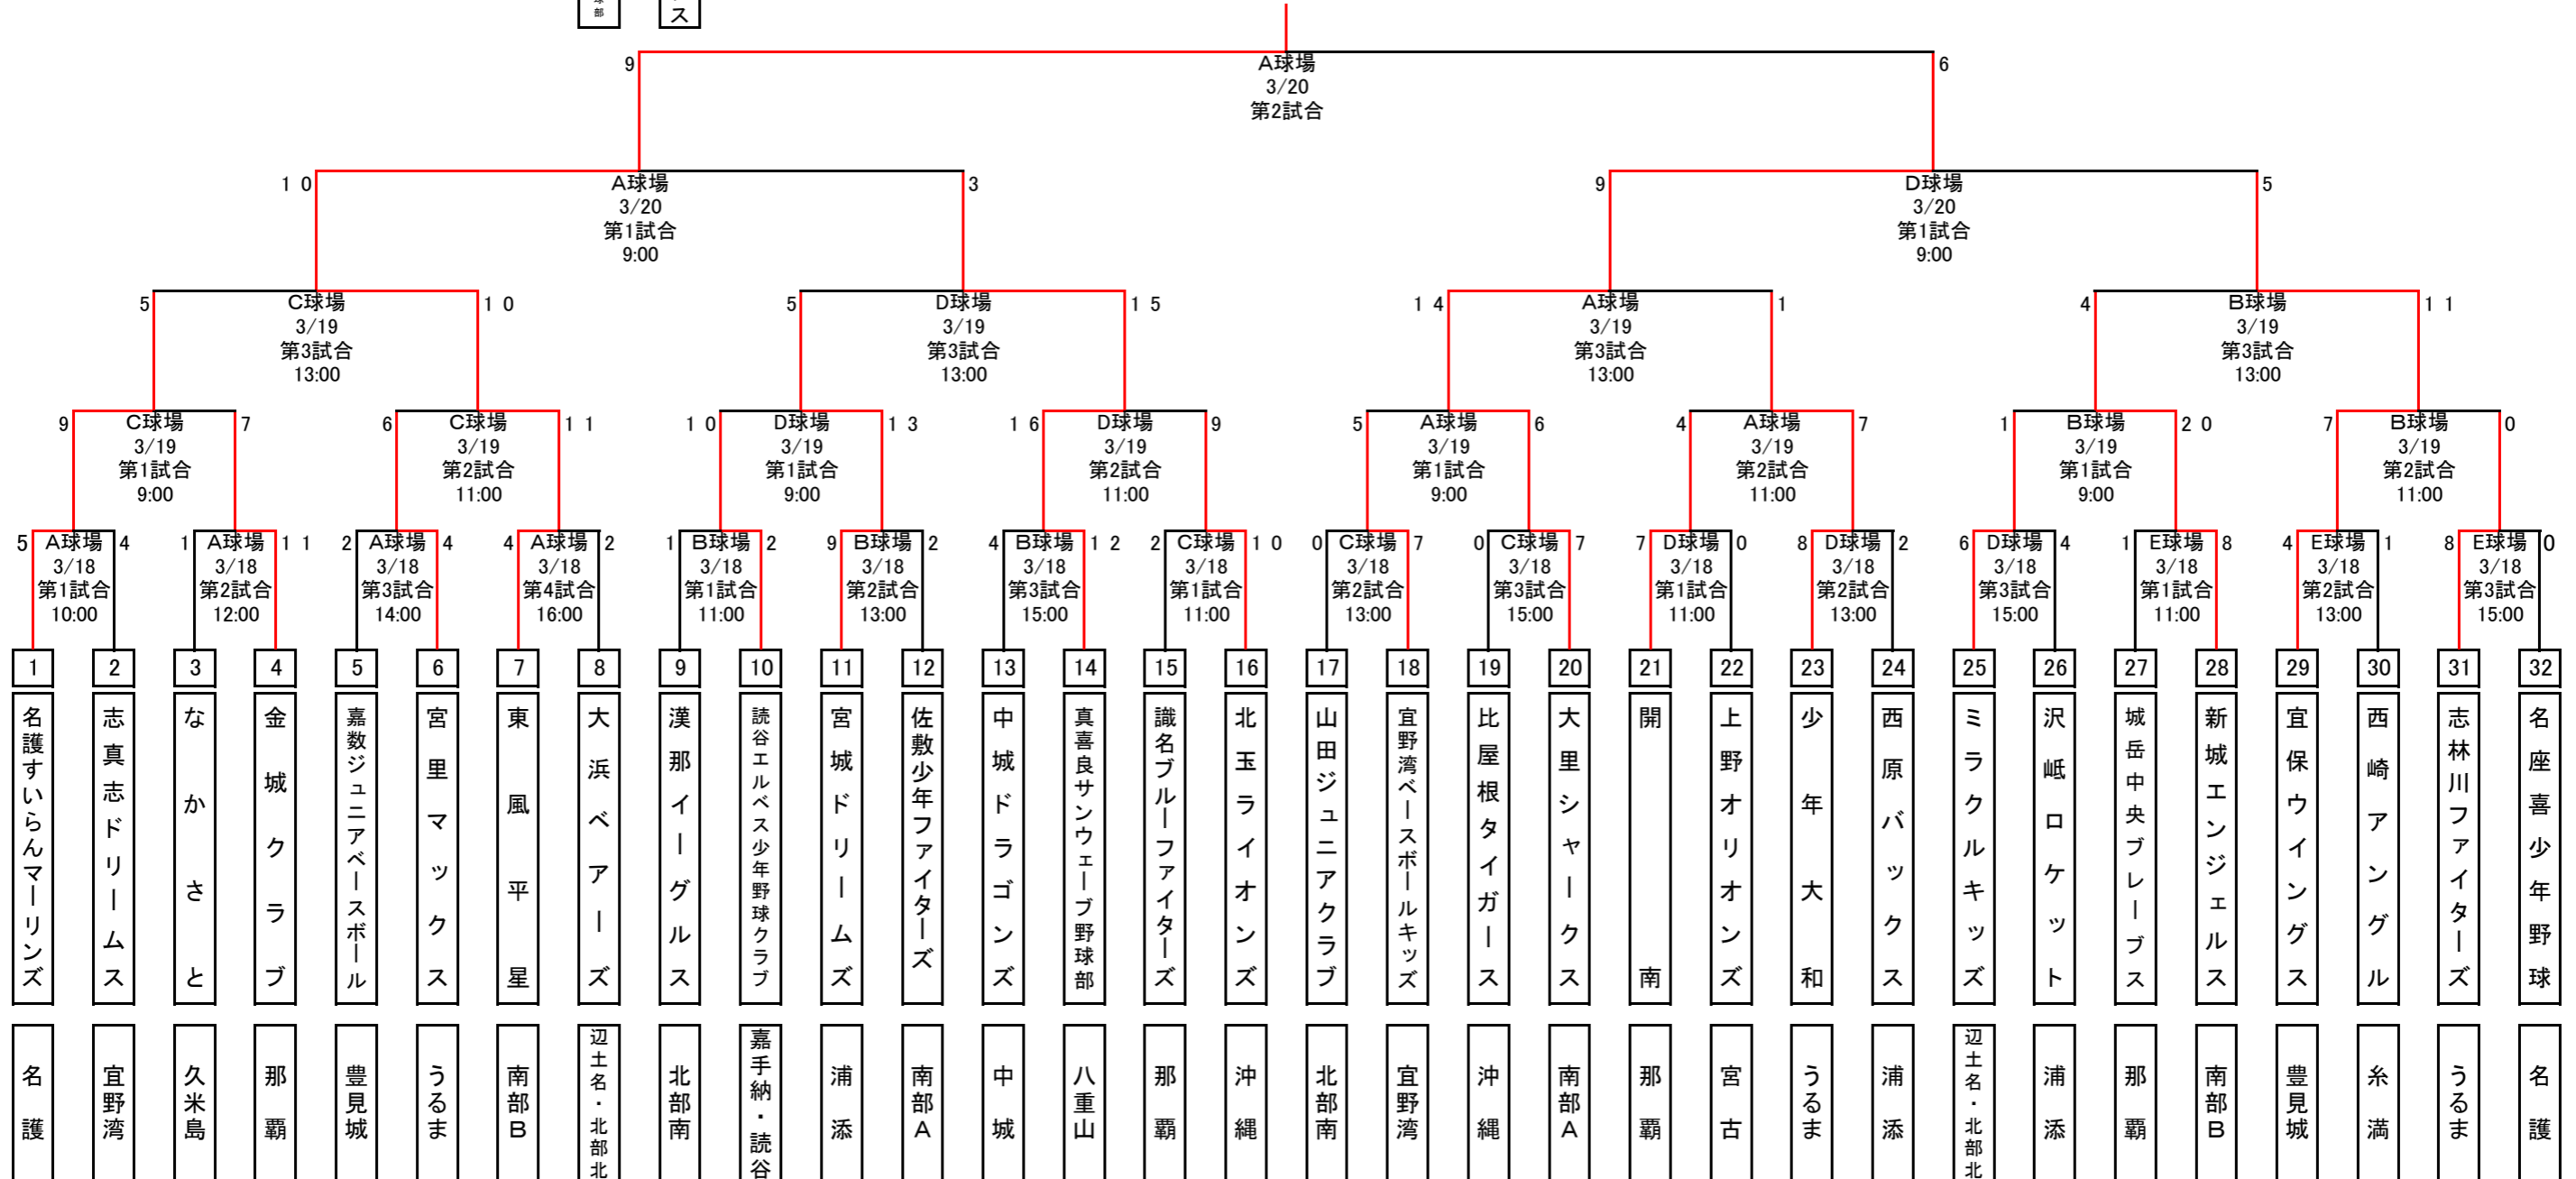 部
ス
9 A球場 6
3/20
第2試合
10 A球場 3 9 D球場 5
3/20 3/20
第1試合 第1試合
9:00 9:00
5 C球場 10 5 D球場 15 14 A球場 1 4 B球場 11
3/19 3/19 3/19 3/19
第3試合 第3試合 第3試合 第3試合
13:00 13:00 13:00 13:00
9 C球場 7 6 C球場 11 10 D球場 13 16 D球場 9 5 A球場 6 4 A球場 7 1 B球場 20 7 B球場 0
3/19 3/19 3/19 3/19 3/19 3/19 3/19 3/19
第1試合 第2試合 第1試合 第2試合 第1試合 第2試合 第1試合 第2試合
9:00 11:00 9:00 11:00 9:00 11:00 9:00 11:00
5 A球場 4 1 A球場 11 2 A球場 4 4 A球場 2 1 B球場 2 9 B球場 2 4 B球場 12 2 C球場 10 0 C球場 7 0 C球場 7 7 D球場 0 8 D球場 2 6 D球場 4 1 E球場 8 4 E球場 1 8 E球場 0
3/18 3/18 3/18 3/18 3/18 3/18 3/18 3/18 3/18 3/18 3/18 3/18 3/18 3/18 3/18 3/18
第1試合 第2試合 第3試合 第4試合 第1試合 第2試合 第3試合 第1試合 第2試合 第3試合 第1試合 第2試合 第3試合 第1試合 第2試合 第3試合
10:00 12:00 14:00 16:00 11:00 13:00 15:00 11:00 13:00 15:00 11:00 13:00 15:00 11:00 13:00 15:00
1 2 3 4 5 6 7 8 9 10 11 12 13 14 15 16 17 18 19 20 21 22 23 24 25 26 27 28 29 30 31 32
名護すいらんマーリンズ
志真志ドリームス
なかさと
金城クラブ
嘉数ジュニアベースボール
宮里マックス
東風平星
大浜ベアーズ
漢那イーグルス
読谷エルベス少年野球クラブ
宮城ドリームズ
佐敷少年ファイターズ
中城ドラゴンズ
真喜良サンウェーブ野球部
識名ブルーファイターズ
北玉ライオンズ
山田ジュニアクラブ
宜野湾ベースボールキッズ
比屋根タイガース
大里シャークス
開南
上野オリオンズ
少年大和
西原バックス
ミラクルキッズ
沢岻ロケット
城岳中央ブレーブス
新城エンジェルス
宜保ウイングス
西崎アングル
志林川ファイターズ
名座喜少年野球
名護
宜野湾
久米島
那覇
豊見城
うるま
南部B
辺土名・北部北
北部南
嘉手納・読谷
浦添
南部A
中城
八重山
那覇
沖縄
北部南
宜野湾
沖縄
南部A
那覇
宮古
うるま
浦添
辺土名・北部北
浦添
那覇
南部B
豊見城
糸満
うるま
名護